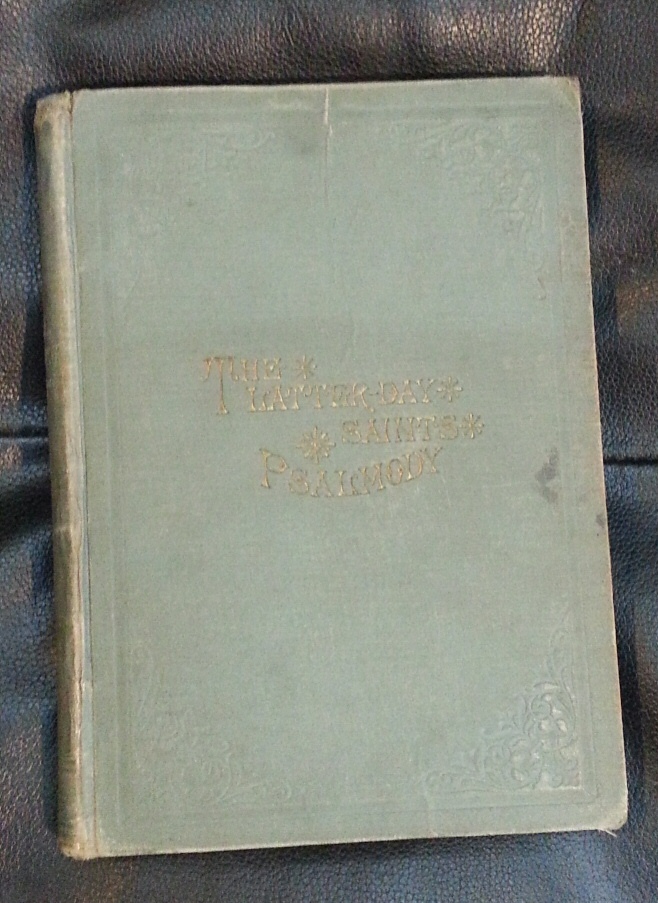 THE
LATTER-DAY
SAINTS
PSALMODY